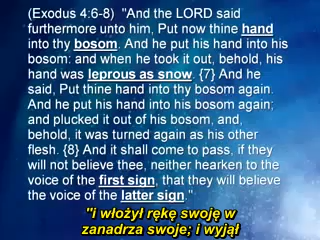 (Exodus 4:6-8)  "And the LORD said
furthermore unto him, Put now thine hand
into thy bosom. And he put his hand into his
bosom: and when he took it out, behold, his
hand was leprous as snow. {7} And he
said, Put thine hand into thy bosom again.
And he put his hand into his bosom again;
and plucked it out of his bosom, and,
behold, it was turned again as his other
flesh. {8} And it shall come to pass, if they
will not believe thee, neither hearken to the
voice of the first sign, that they will believe
the voice of the latter sign."
"i włożył rękę swoję w
zanadrza swoje; i wyjął